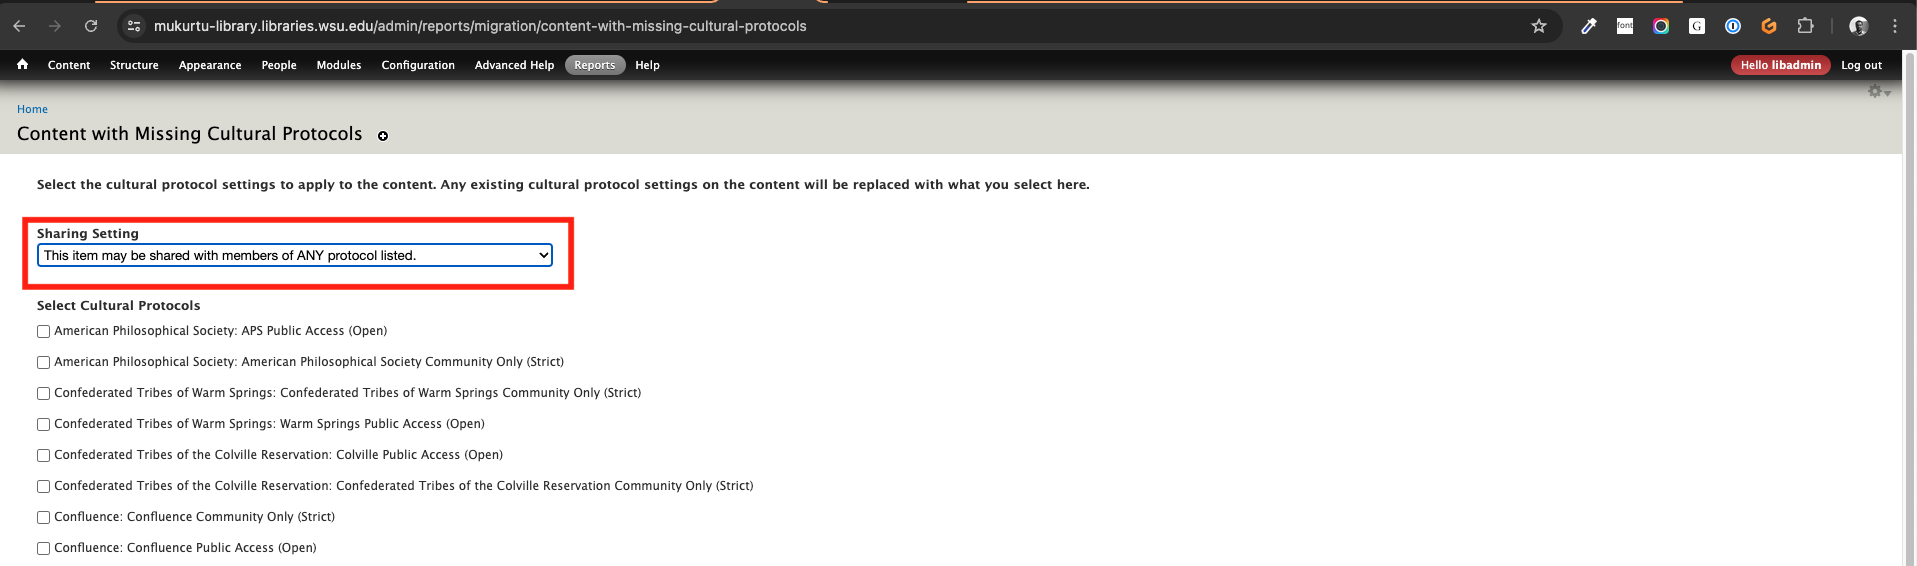 mukurtu-library.libraries.wsu.edu/admin/reports/migration/content-with-missing-cultural-protocols
font
G
Content Structure Appearance People Modules Configuration Advanced Help Reports Help Hello libadmin Log out
Home
Content with Missing Cultural Protocols
Select the cultural protocol settings to apply to the content. Any existing cultural protocol settings on the content will be replaced with what you select here.
Sharing Setting
This item may be shared with members of ANY protocol listed.
Select Cultural Protocols
American Philosophical Society: APS Public Access (Open)
American Philosophical Society: American Philosophical Society Community Only (Strict)
Confederated Tribes of Warm Springs: Confederated Tribes of Warm Springs Community Only (Strict)
Confederated Tribes of Warm Springs: Warm Springs Public Access (Open)
Confederated Tribes of the Colville Reservation: Colville Public Access (Open)
Confederated Tribes of the Colville Reservation: Confederated Tribes of the Colville Reservation Community Only (Strict)
Confluence: Confluence Community Only (Strict)
Confluence: Confluence Public Access (Open)